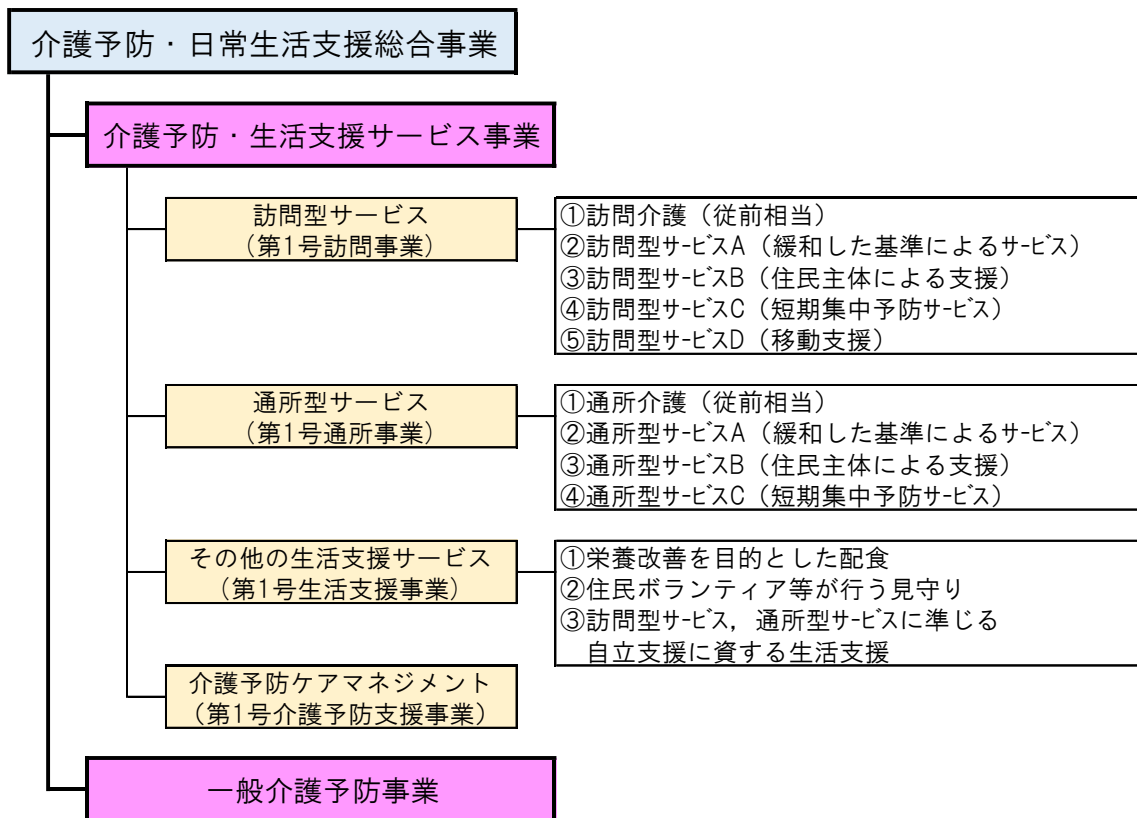 介護予防・日常生活支援総合事業
介護予防・生活支援サービス事業
訪問型サービス
(第1号訪問事業)
①訪問介護（従前相当）
②訪問型ｻｰﾋﾞｽA（緩和した基準によるｻｰﾋﾞｽ）
③訪問型ｻｰﾋﾞｽB（住民主体による支援）
④訪問型ｻｰﾋﾞｽC（短期集中予防ｻｰﾋﾞｽ）
⑤訪問型ｻｰﾋﾞｽD（移動支援）
通所型サービス
(第1号通所事業)
①通所介護（従前相当）
②通所型ｻｰﾋﾞｽA（緩和した基準によるｻｰﾋﾞｽ）
③通所型ｻｰﾋﾞｽB（住民主体による支援）
④通所型ｻｰﾋﾞｽC（短期集中予防ｻｰﾋﾞｽ）
その他の生活支援サービス
(第1号生活支援事業)
①栄養改善を目的とした配食
②住民ボランティア等が行う見守り
③訪問型ｻｰﾋﾞｽ，通所型ｻｰﾋﾞｽに準じる
自立支援に資する生活支援
介護予防ケアマネジメント
(第1号介護予防支援事業)
一般介護予防事業